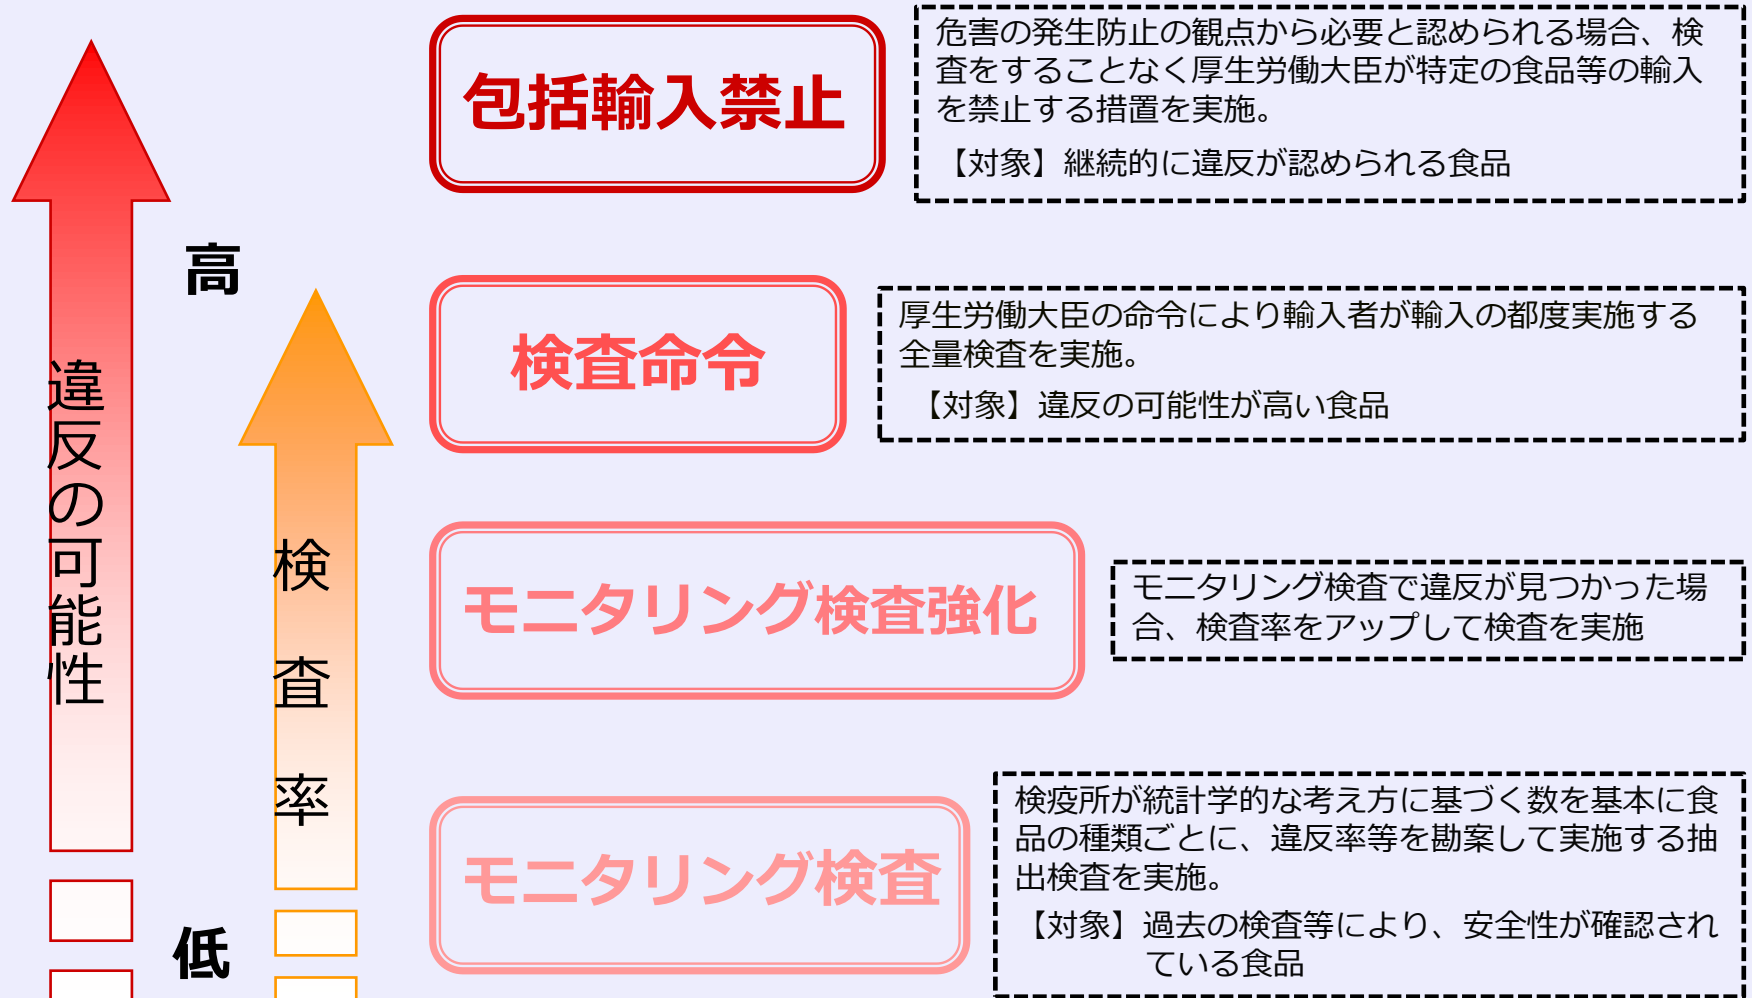 包括輸入禁止
危害の発生防止の観点から必要と認められる場合、検
査をすることなく厚生労働大臣が特定の食品等の輸入
を禁止する措置を実施。
【対象】継続的に違反が認められる食品
高
検査命令
厚生労働大臣の命令により輸入者が輸入の都度実施する
全量検査を実施。
【対象】違反の可能性が高い食品
違反の可能性
検査率
モニタリング検査強化
モニタリング検査で違反が見つかった場
合、検査率をアップして検査を実施
モニタリング検査
検疫所が統計学的な考え方に基づく数を基本に食
品の種類ごとに、違反率等を勘案して実施する抽
出検査を実施。
【対象】過去の検査等により、安全性が確認され
ている食品
低